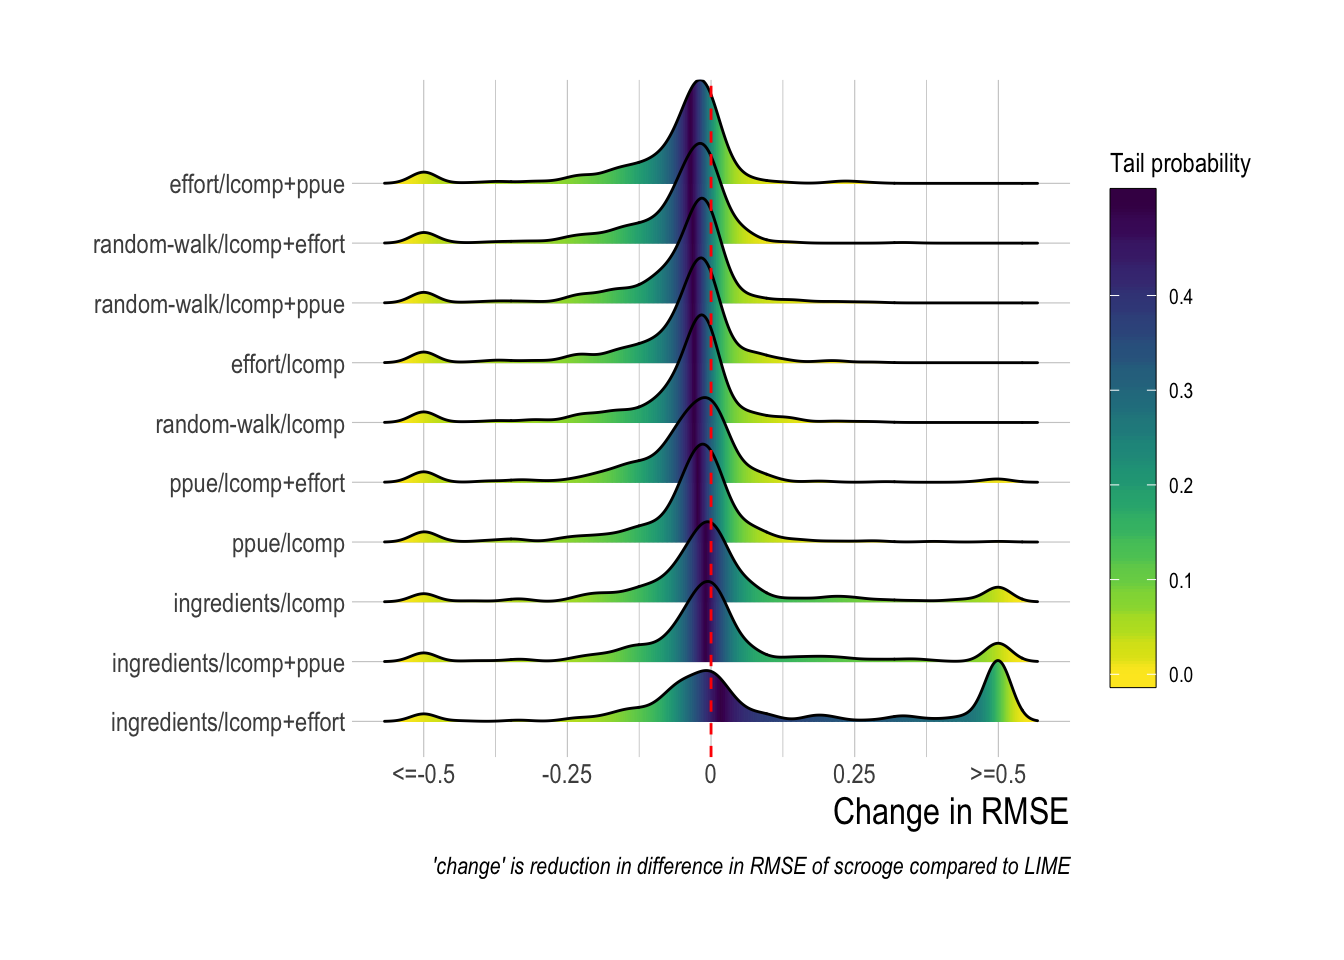 Tail probability
effort/lcomp+ppue
random-walk/lcomp+effort
random-walk/lcomp+ppue
effort/lcomp
random-walk/lcomp
ppue/lcomp+effort
ppue/lcomp
ingredients/lcomp
ingredients/lcomp+ppue
ingredients/lcomp+effort
0.4
0.3
0.2
0.1
0.0
<=-0.5 -0.25 0 0.25 >=0.5
Change in RMSE
'change' is reduction in difference in RMSE of scrooge compared to LIME